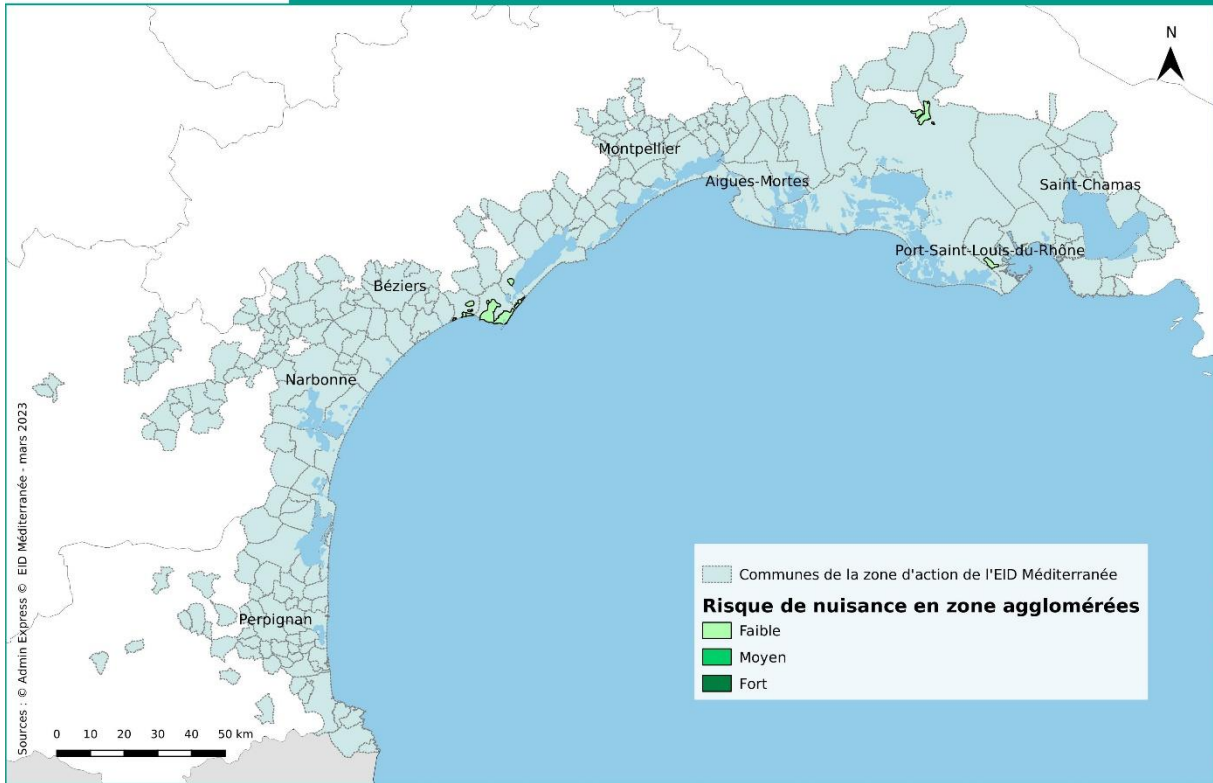 N
Montpellier
Aigues-Mortes
Saint-Chamas
Port-Saint-Louis-du-Rhône
Béziers
Narbonne
Perpignan
Communes de la zone d'action de l'EID Méditerranée
Risque de nuisance en zone agglomérées
Faible
Moyen
Fort
0 10 20 30 40 50 km
Sources : © Admin Express © EID Méditerranée - mars 2023